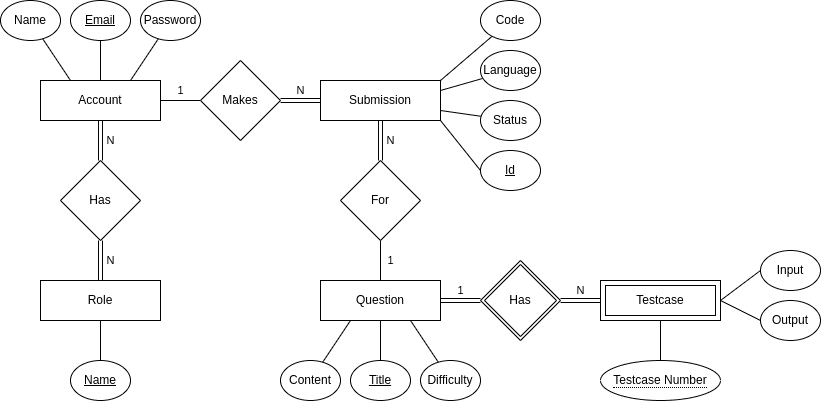 Name
Email
Password
Code
Language
Status
Id
Account
1
Makes
N
Submission
N
N
Has
For
N
1
Role
Question
1
Has
N
Testcase
Input
Output
Name
Content
Title
Difficulty
Testcase Number